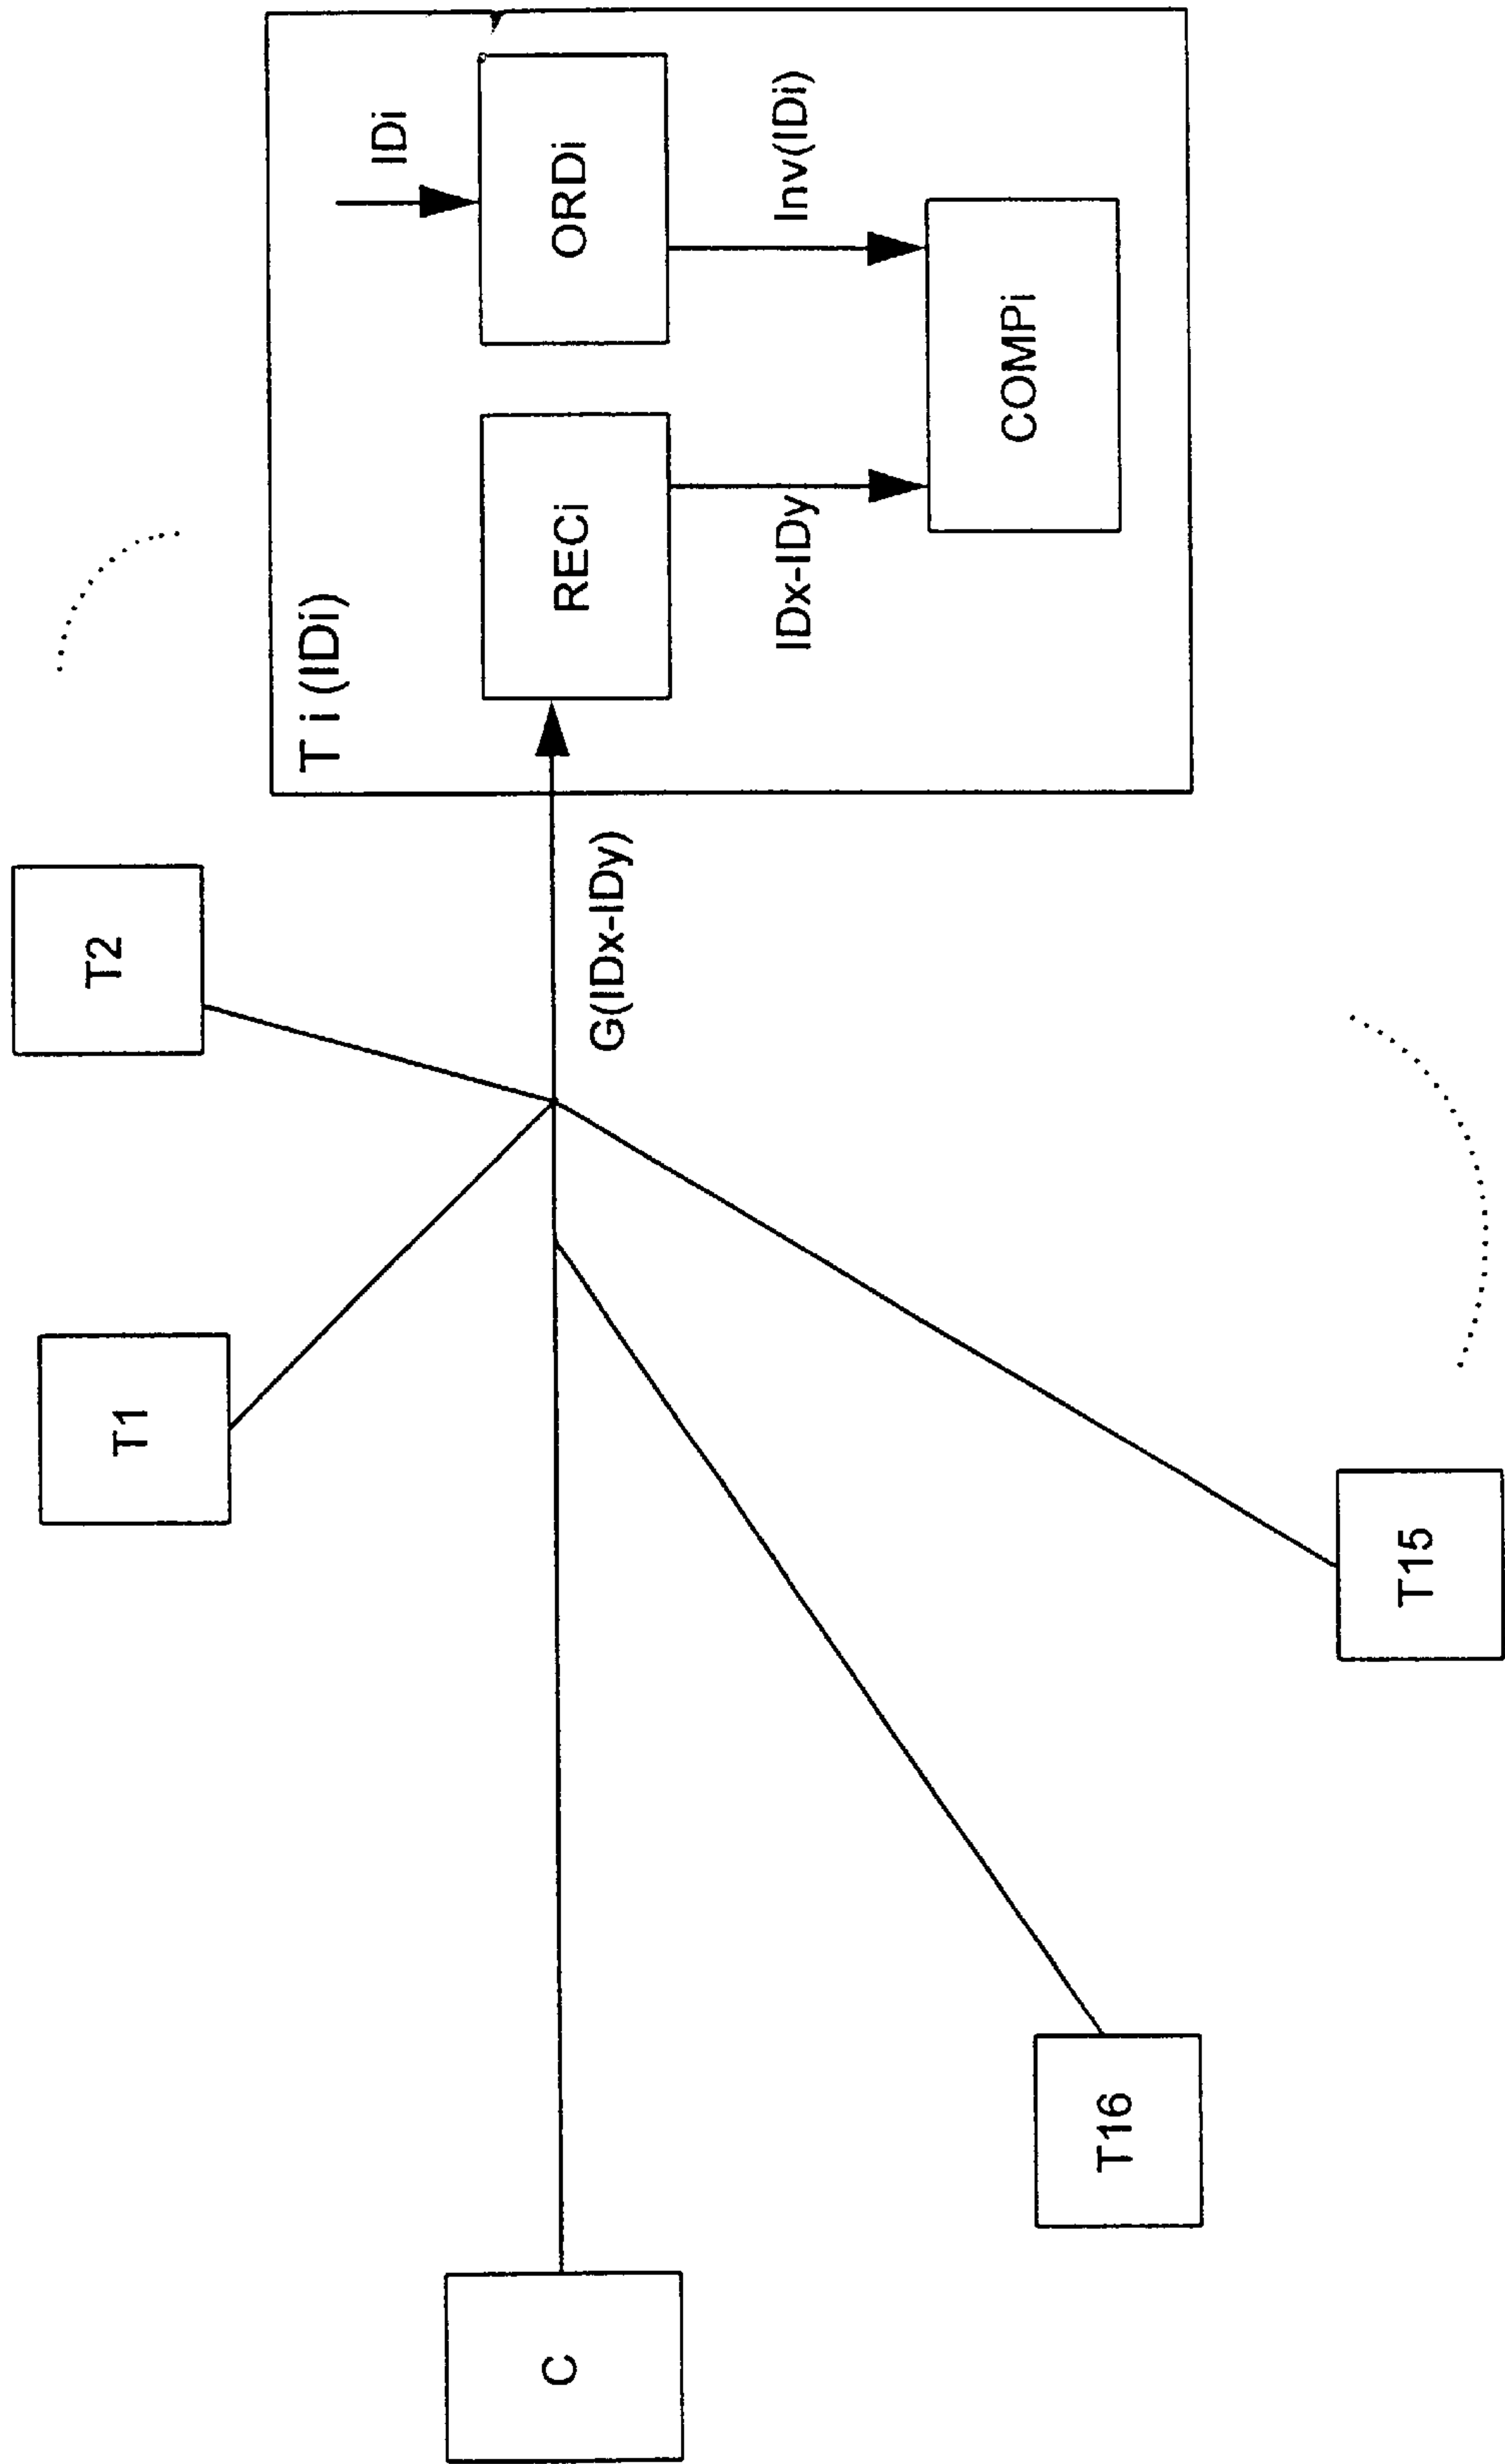 T1
T2
T i (IDi)
IDi
RECi
ORDi
G(IDx-IDy)
IDx-IDy
Inv(IDi)
COMPi
C
T16
T15